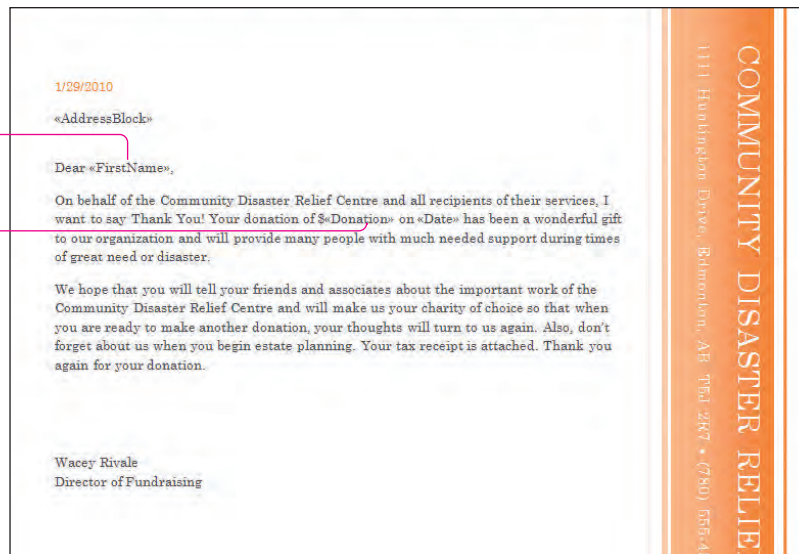 1/29/2010
«AddressBlock»
Dear «FirstName»,
On behalf of the Community Disaster Relief Centre and all recipients of their services, I
want to say Thank You! Your donation of $«Donation» on «Date» has been a wonderful gift
to our organization and will provide many people with much needed support during times
of great need or disaster.
We hope that you will tell your friends and associates about the important work of the
Community Disaster Relief Centre and will make us your charity of choice so that when
you are ready to make another donation, your thoughts will turn to us again. Also, don't
forget about us when you begin estate planning. Your tax receipt is attached. Thank you
again for your donation.
Wacey Rivale
Director of Fundraising
COMMUNITY DISASTER RELIE
1111 Huntington Drive, Edmonton, AB T5J 2R7 • (780) 555-4